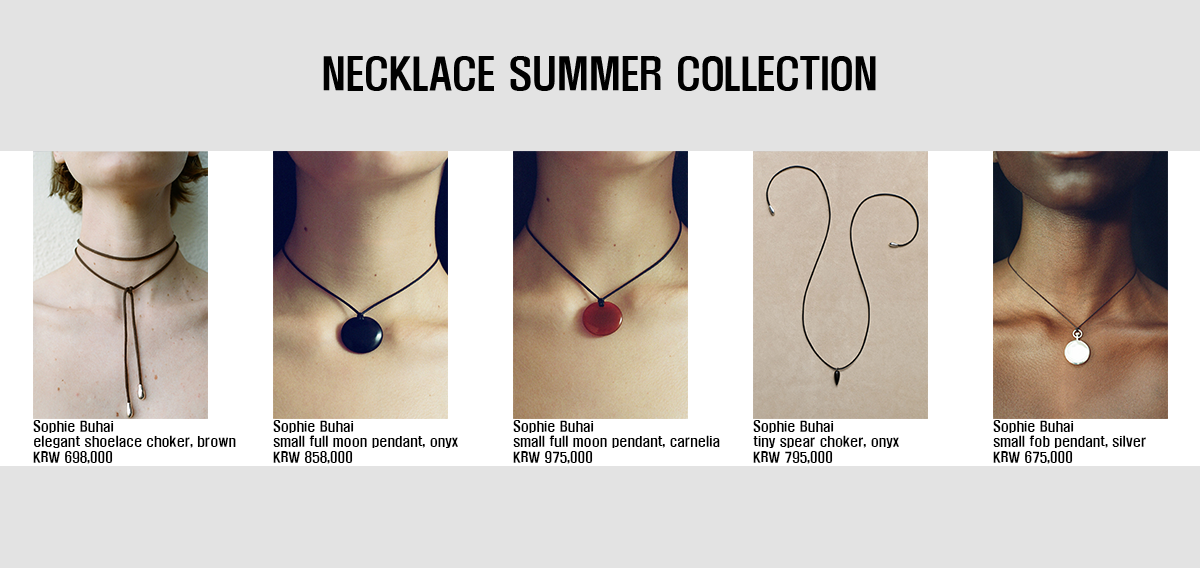 NECKLACE SUMMER COLLECTION
Sophie Buhai
elegant shoelace choker, brown
KRW 698,000
Sophie Buhai
small full moon pendant, onyx
KRW 858,000
Sophie Buhai
small full moon pendant, carnelia
KRW 975,000
Sophie Buhai
tiny spear choker, onyx
KRW 795,000
Sophie Buhai
small fob pendant, silver
KRW 675,000